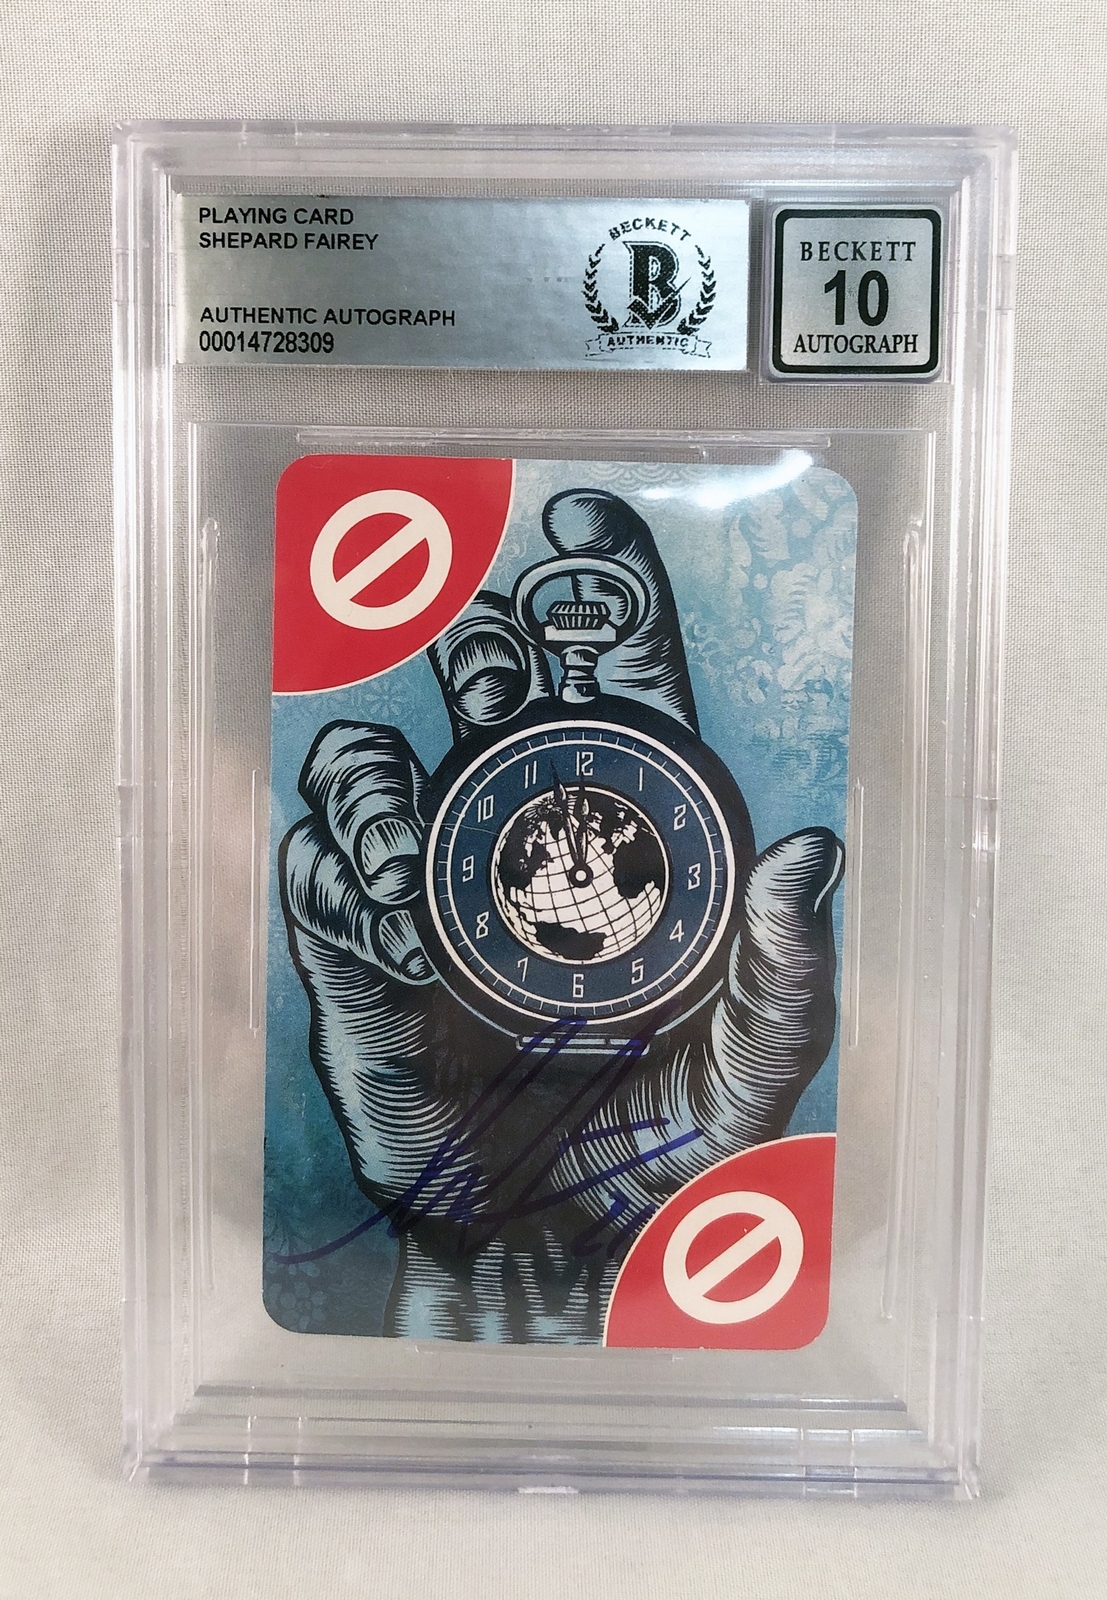 PLAYING CARD
SHEPARD FAIREY
AUTHENTIC AUTOGRAPH
00014728309
BECKETT
B
AUTHENTIC
BECKETT
10
AUTOGRAPH
12
1
2
3
4
5
6
7
8
9
10
11